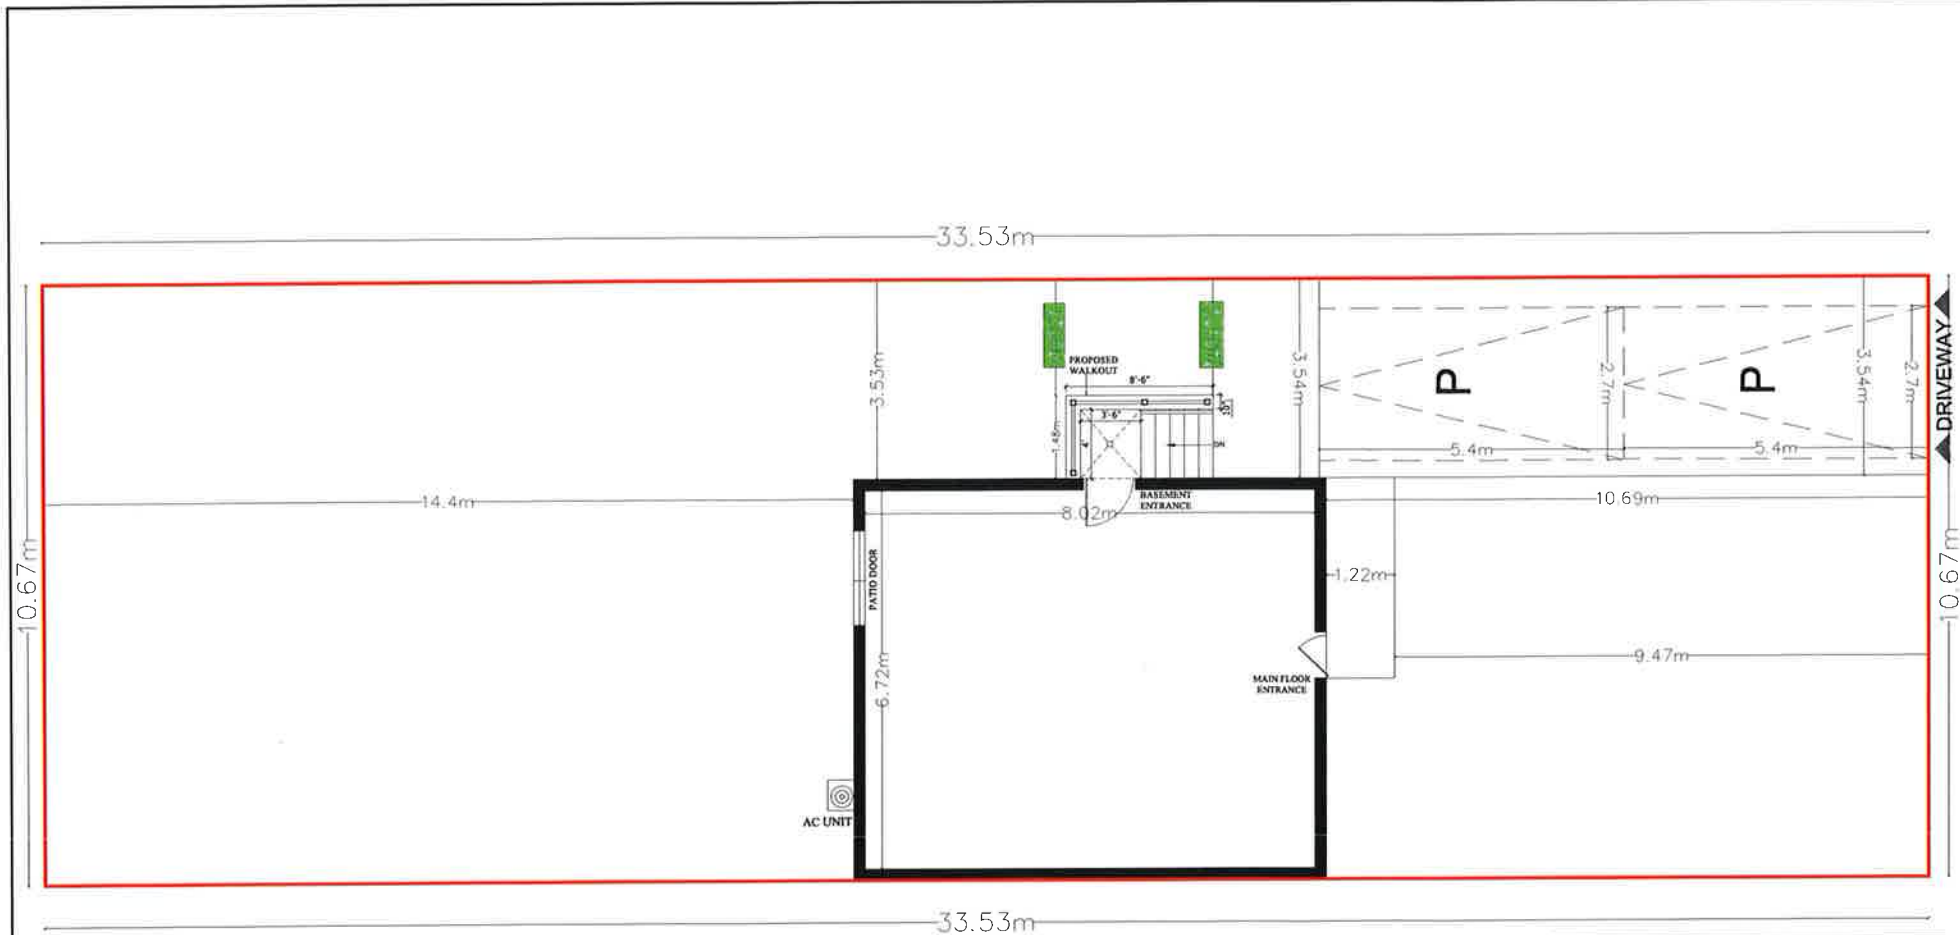 33.53m
DRIVEWAY
3.53m
PROPOSED
WALKOUT
8'-6"
3'-6"
4'
10"
1.48m
DN
3.54m
P
2.7m
P
3.54m
2.7m
5.4m
5.4m
BASEMENT
ENTRANCE
14.4m
8.02m
10.69m
10.67m
PATIO DOOR
1.22m
10.67m
6.72m
MAIN FLOOR
ENTRANCE
9.47m
AC UNIT
33.53m